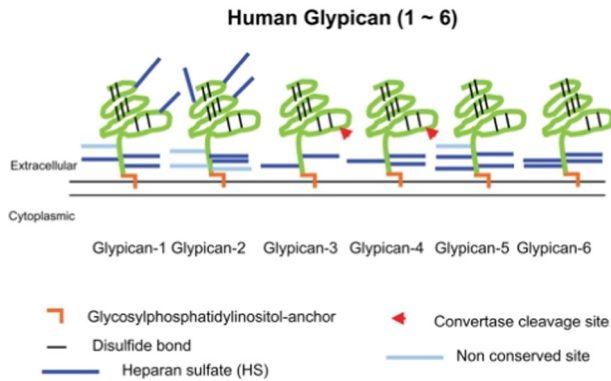 Human Glypican (1 ~ 6)
Extracellular
Cytoplasmic
Glypican-1 Glypican-2 Glypican-3 Glypican-4 Glypican-5 Glypican-6
Glycosylphosphatidylinositol-anchor
Convertase cleavage site
Disulfide bond
Non conserved site
Heparan sulfate (HS)